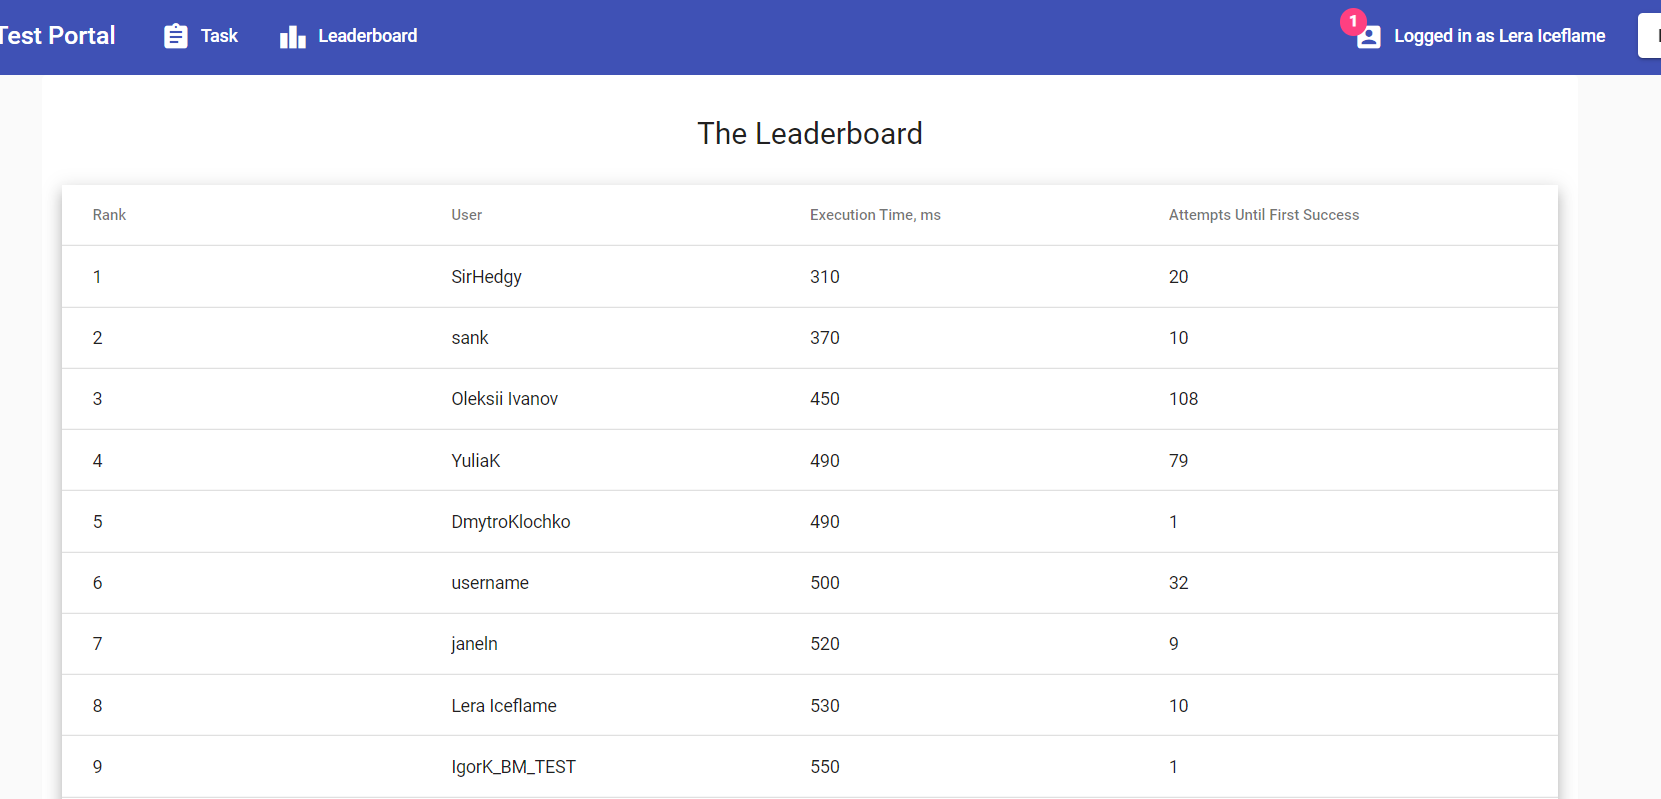 Test Portal Task Leaderboard 1 Logged in as Lera Iceflame
The Leaderboard
Rank User Execution Time, ms Attempts Until First Success
1 SirHedgy 310 20
2 sank 370 10
3 Oleksii Ivanov 450 108
4 YuliaK 490 79
5 DmytroKlochko 490 1
6 username 500 32
7 janeln 520 9
8 Lera Iceflame 530 10
9 IgorK_BM_TEST 550 1